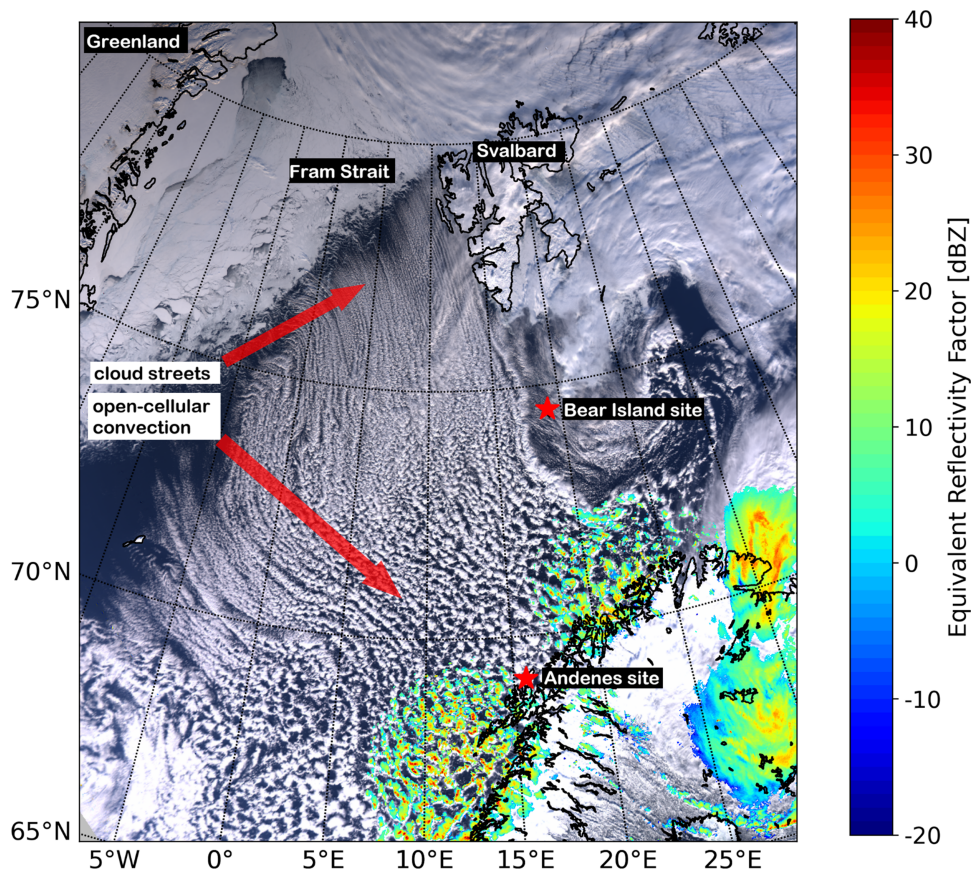 Greenland
Svalbard
Fram Strait
75°N
cloud streets
open-cellular
convection
Bear Island site
70°N
Andenes site
65°N
5°W
0°
5°E
10°E
15°E
20°E
25°E
40
30
20
10
0
-10
-20
Equivalent Reflectivity Factor [dBZ]